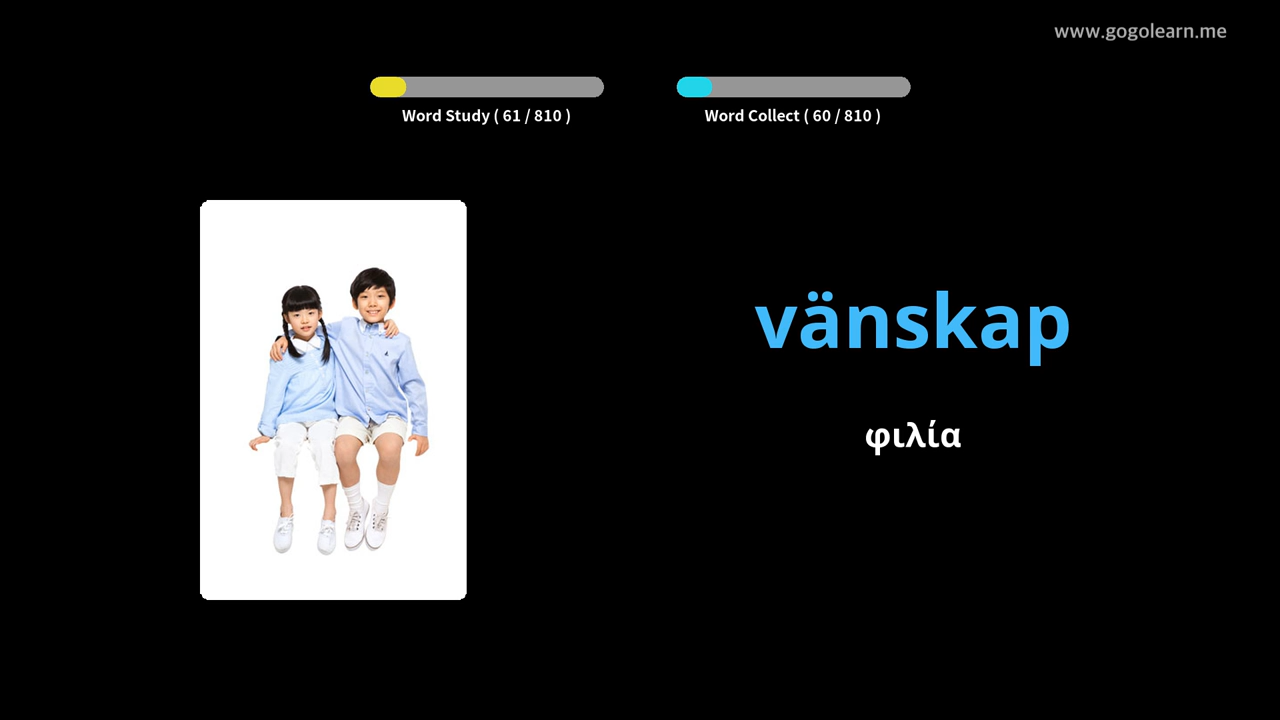 www.gogolearn.me
Word Study ( 61 / 810 )
Word Collect ( 60 / 810 )
vänskap
φιλία